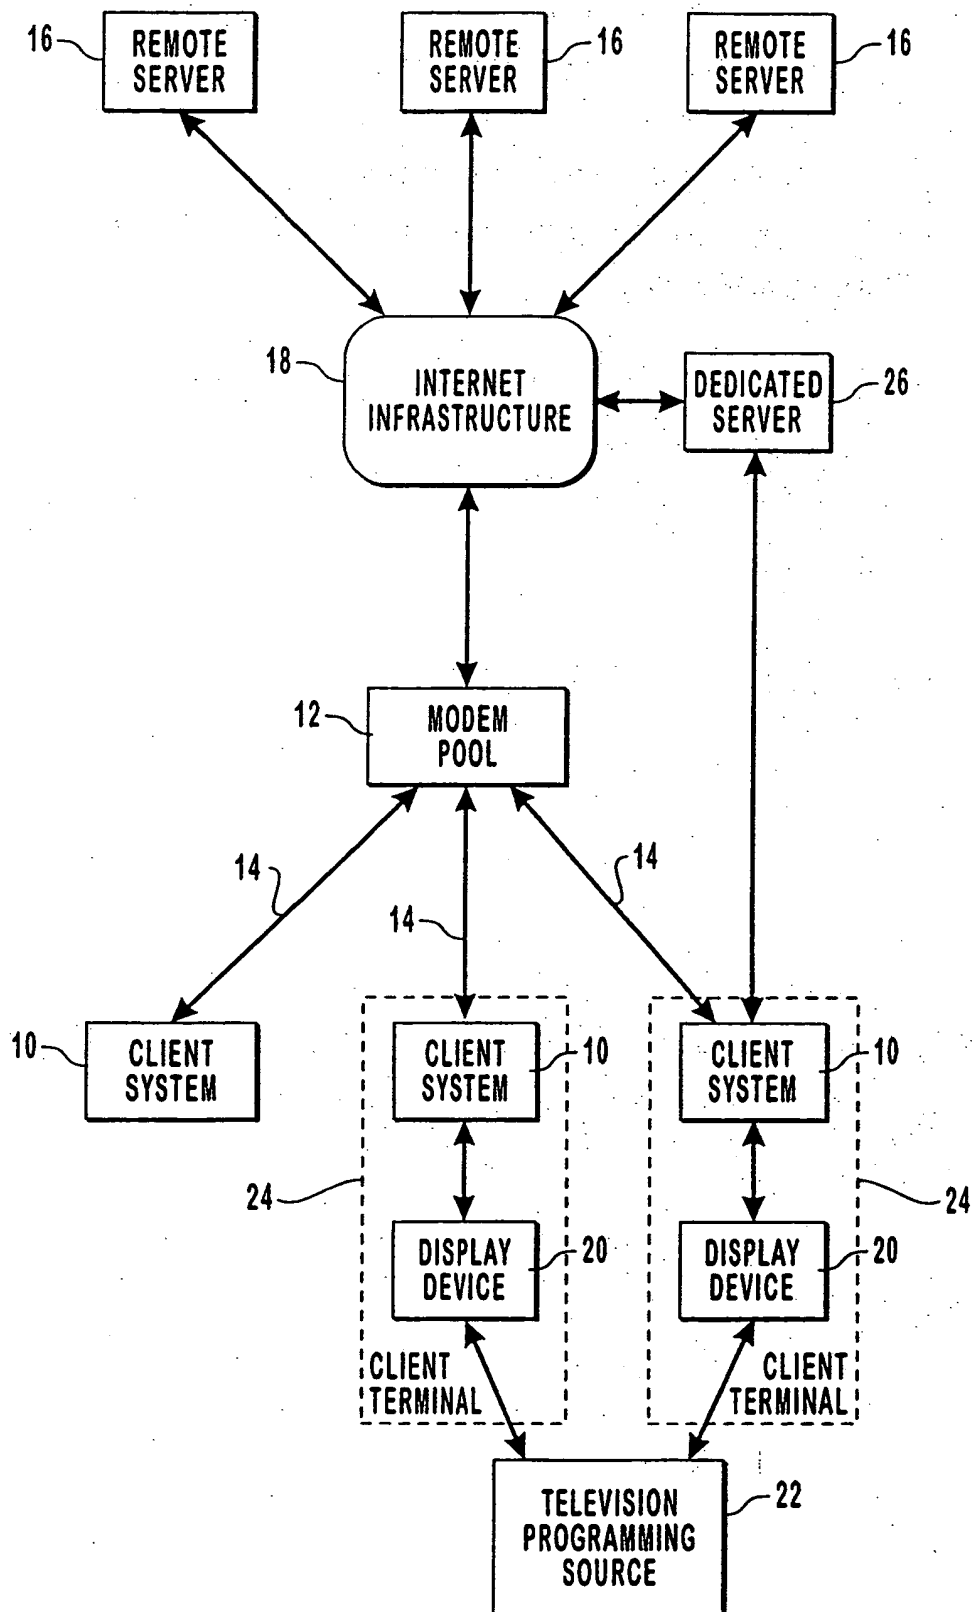 16
REMOTE
SERVER
REMOTE
SERVER
16
REMOTE
SERVER
16
18
INTERNET
INFRASTRUCTURE
DEDICATED
SERVER
26
12
MODEM
POOL
14
14
14
10
CLIENT
SYSTEM
CLIENT
SYSTEM
10
CLIENT
SYSTEM
10
24
24
DISPLAY
DEVICE
20
DISPLAY
DEVICE
20
CLIENT
TERMINAL
CLIENT
TERMINAL
TELEVISION
PROGRAMMING
SOURCE
22